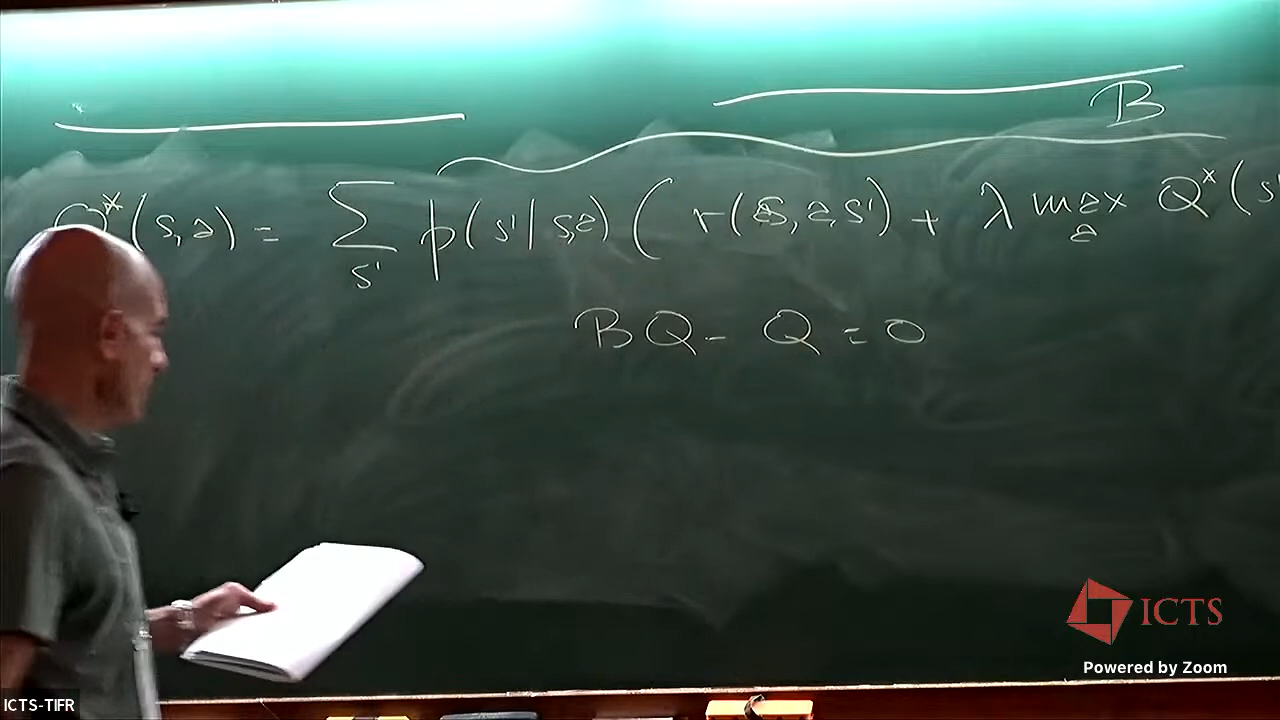 B
Q*(s,a) = Σ p(s'|s,a) ( r(s,a,s') + λ max Q*(s'
s' a
BQ - Q = 0
ICTS
Powered by Zoom
ICTS-TIFR